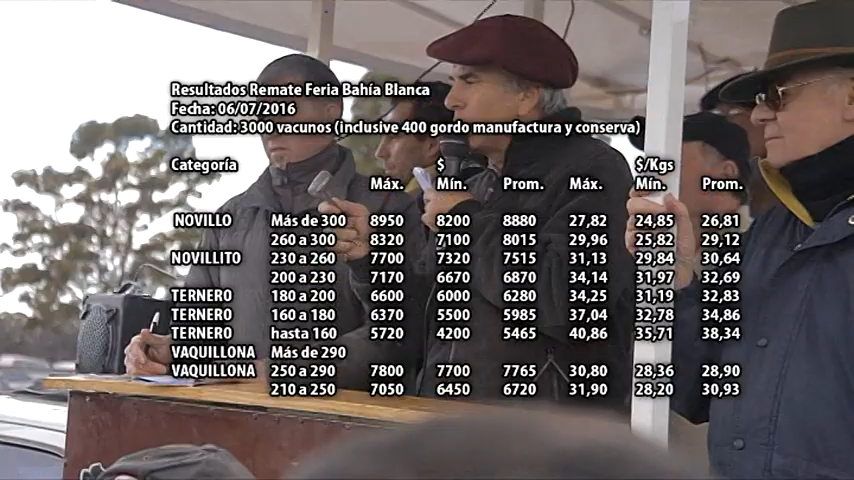 Resultados Remate Feria Bahía Blanca
Fecha: 06/07/2016
Cantidad: 3000 vacunos (inclusive 400 gordo manufactura y conserva)
Categoría $ $/Kgs
Máx. Mín. Prom. Máx. Mín. Prom.
NOVILLO Más de 300 8950 8200 8880 27,82 24,85 26,81
260 a 300 8320 7100 8015 29,96 25,82 29,12
NOVILLITO 230 a 260 7700 7320 7515 31,13 29,84 30,64
200 a 230 7170 6670 6870 34,14 31,97 32,69
TERNERO 180 a 200 6600 6000 6280 34,25 31,19 32,83
TERNERO 160 a 180 6370 5500 5985 37,04 32,78 34,86
TERNERO hasta 160 5720 4200 5465 40,86 35,71 38,34
VAQUILLONA Más de 290
VAQUILLONA 250 a 290 7800 7700 7765 30,80 28,36 28,90
210 a 250 7050 6450 6720 31,90 28,20 30,93